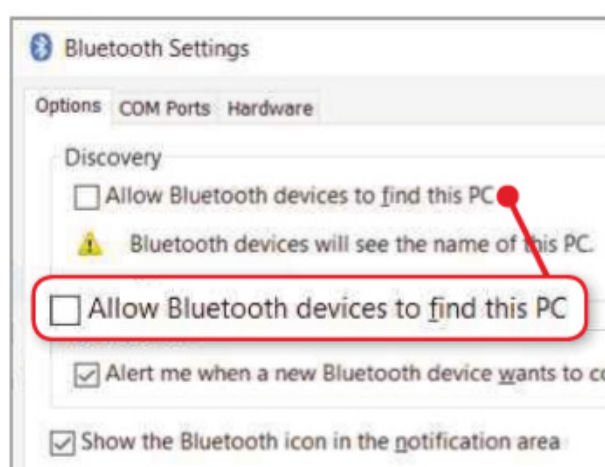 Bluetooth Settings
Options COM Ports Hardware
Discovery
Allow Bluetooth devices to find this PC
Bluetooth devices will see the name of this PC.
Allow Bluetooth devices to find this PC
Alert me when a new Bluetooth device wants to
Show the Bluetooth icon in the notification area